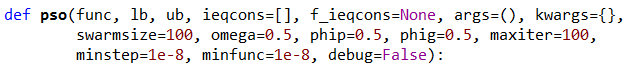 def pso(func, lb, ub, ieqcons=[], f_ieqcons=None, args=(), kwargs={},
swarmsize=100, omega=0.5, phip=0.5, phig=0.5, maxiter=100,
minstep=1e-8, minfunc=1e-8, debug=False):